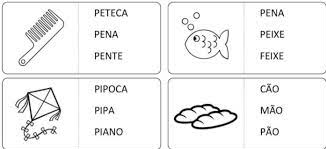 PETECA
PENA
PENTE
PENA
PEIXE
FEIXE
PIPOCA
PIPA
PIANO
CÃO
MÃO
PÃO